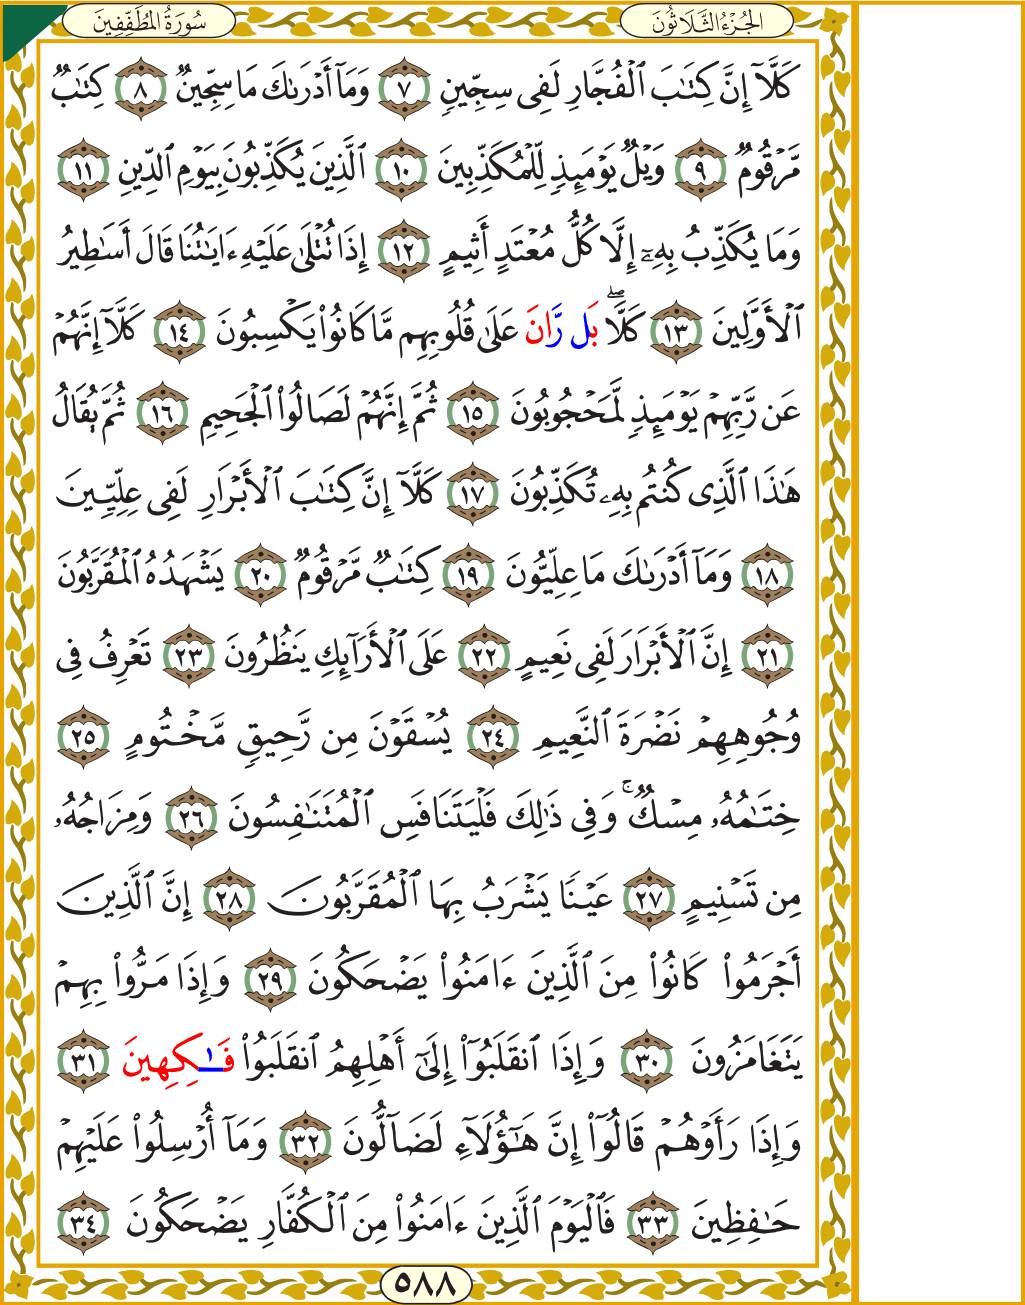 سُورَةُ المُطَفِّفِينَ
الجُزْءُ الثَّلَاثُونَ
كَلَّآ إِنَّ كِتَٰبَ ٱلْفُجَّارِ لَفِى سِجِّينٍ ٧ وَمَآ أَدْرَىٰكَ مَا سِجِّينٌ ٨ كِتَٰبٌ
مَّرْقُومٌ ٩ وَيْلٌ يَوْمَئِذٍ لِّلْمُكَذِّبِينَ ١٠ ٱلَّذِينَ يُكَذِّبُونَ بِيَوْمِ ٱلدِّينِ ١١
وَمَا يُكَذِّبُ بِهِۦٓ إِلَّا كُلُّ مُعْتَدٍ أَثِيمٍ ١٢ إِذَا تُتْلَىٰ عَلَيْهِ ءَايَٰتُنَا قَالَ أَسَٰطِيرُ
ٱلْأَوَّلِينَ ١٣ كَلَّاۖ بَل رَّانَ عَلَىٰ قُلُوبِهِم مَّا كَانُوا۟ يَكْسِبُونَ ١٤ كَلَّآ إِنَّهُمْ
عَن رَّبِّهِمْ يَوْمَئِذٍ لَّمَحْجُوبُونَ ١٥ ثُمَّ إِنَّهُمْ لَصَالُوا۟ ٱلْجَحِيمِ ١٦ ثُمَّ يُقَالُ
هَٰذَا ٱلَّذِى كُنتُم بِهِۦ تُكَذِّبُونَ ١٧ كَلَّآ إِنَّ كِتَٰبَ ٱلْأَبْرَارِ لَفِى عِلِّيِّينَ
١٨ وَمَآ أَدْرَىٰكَ مَا عِلِّيُّونَ ١٩ كِتَٰبٌ مَّرْقُومٌ ٢٠ يَشْهَدُهُ ٱلْمُقَرَّبُونَ
٢١ إِنَّ ٱلْأَبْرَارَ لَفِى نَعِيمٍ ٢٢ عَلَى ٱلْأَرَآئِكِ يَنظُرُونَ ٢٣ تَعْرِفُ فِى
وُجُوهِهِمْ نَضْرَةَ ٱلنَّعِيمِ ٢٤ يُسْقَوْنَ مِن رَّحِيقٍ مَّخْتُومٍ ٢٥
خِتَٰمُهُۥ مِسْكٌۚ وَفِى ذَٰلِكَ فَلْيَتَنَافَسِ ٱلْمُتَنَٰفِسُونَ ٢٦ وَمِزَاجُهُۥ
مِن تَسْنِيمٍ ٢٧ عَيْنًا يَشْرَبُ بِهَا ٱلْمُقَرَّبُونَ ٢٨ إِنَّ ٱلَّذِينَ
أَجْرَمُوا۟ كَانُوا۟ مِنَ ٱلَّذِينَ ءَامَنُوا۟ يَضْحَكُونَ ٢٩ وَإِذَا مَرُّوا۟ بِهِمْ
يَتَغَامَزُونَ ٣٠ وَإِذَا ٱنقَلَبُوٓا۟ إِلَىٰٓ أَهْلِهِمُ ٱنقَلَبُوا۟ فَـٰكِهِينَ ٣١
وَإِذَا رَأَوْهُمْ قَالُوٓا۟ إِنَّ هَٰٓؤُلَآءِ لَضَآلُّونَ ٣٢ وَمَآ أُرْسِلُوا۟ عَلَيْهِمْ
حَٰفِظِينَ ٣٣ فَٱلْيَوْمَ ٱلَّذِينَ ءَامَنُوا۟ مِنَ ٱلْكُفَّارِ يَضْحَكُونَ ٣٤
٥٨٨